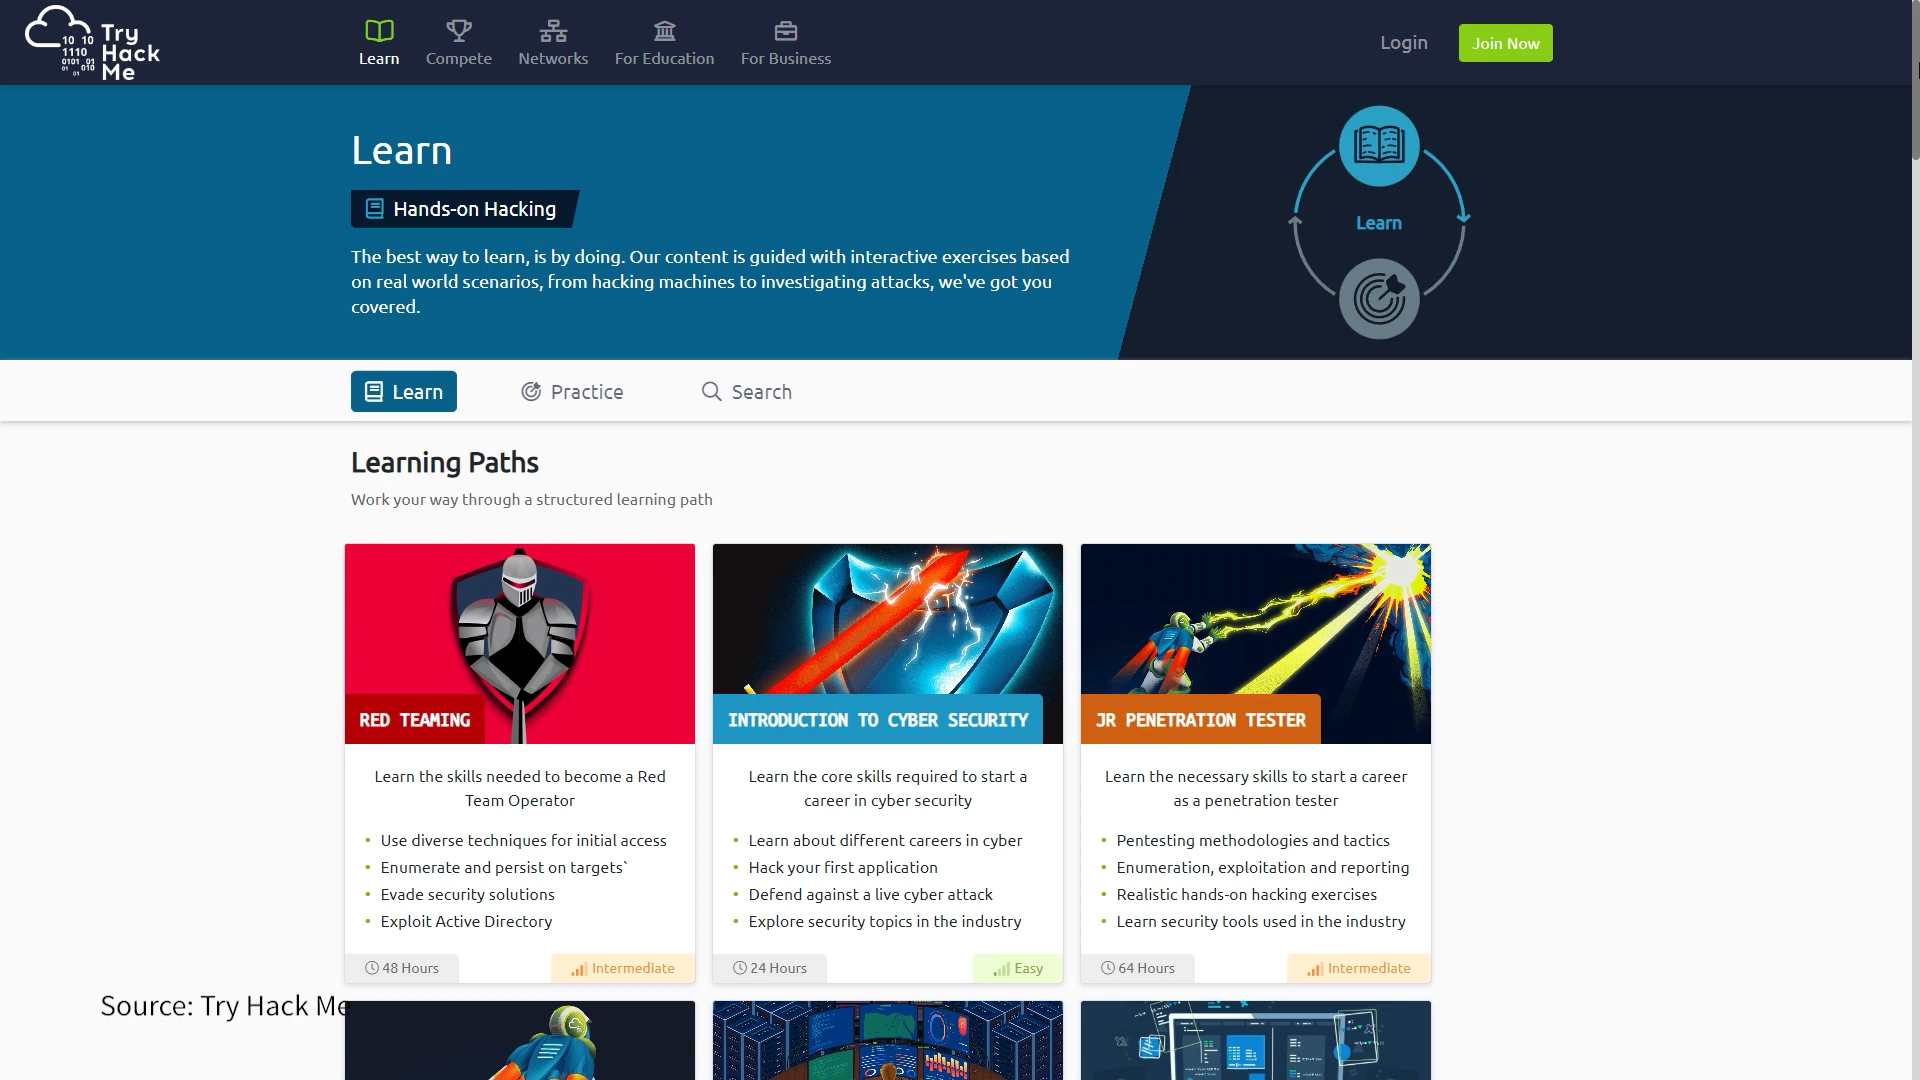 Try
Hack
Me
10 10
1110
0101 01
01 010
01
Learn
Compete
Networks
For Education
For Business
Login
Join Now
Learn
Hands-on Hacking
The best way to learn, is by doing. Our content is guided with interactive exercises based
on real world scenarios, from hacking machines to investigating attacks, we've got you
covered.
Learn
Learn
Practice
Search
Learning Paths
Work your way through a structured learning path
RED TEAMING
Learn the skills needed to become a Red
Team Operator
• Use diverse techniques for initial access
• Enumerate and persist on targets`
• Evade security solutions
• Exploit Active Directory
48 Hours
Intermediate
INTRODUCTION TO CYBER SECURITY
Learn the core skills required to start a
career in cyber security
• Learn about different careers in cyber
• Hack your first application
• Defend against a live cyber attack
• Explore security topics in the industry
24 Hours
Easy
JR PENETRATION TESTER
Learn the necessary skills to start a career
as a penetration tester
• Pentesting methodologies and tactics
• Enumeration, exploitation and reporting
• Realistic hands-on hacking exercises
• Learn security tools used in the industry
64 Hours
Intermediate
Source: Try Hack Me